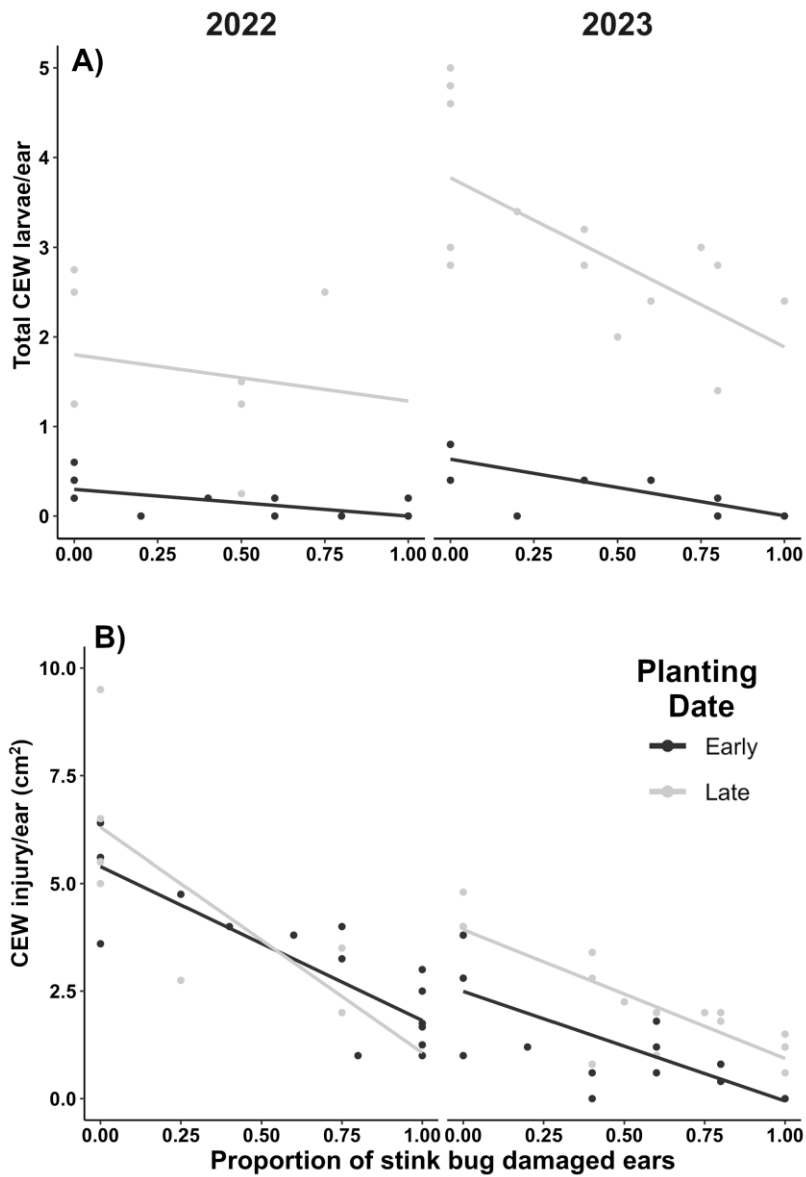 2022 2023
A)
Total CEW larvae/ear
5
4
3
2
1
0
0.00 0.25 0.50 0.75 1.00 0.00 0.25 0.50 0.75 1.00
B)
CEW injury/ear (cm²)
10.0
7.5
5.0
2.5
0.0
Planting
Date
Early
Late
0.00 0.25 0.50 0.75 1.00 0.00 0.25 0.50 0.75 1.00
Proportion of stink bug damaged ears